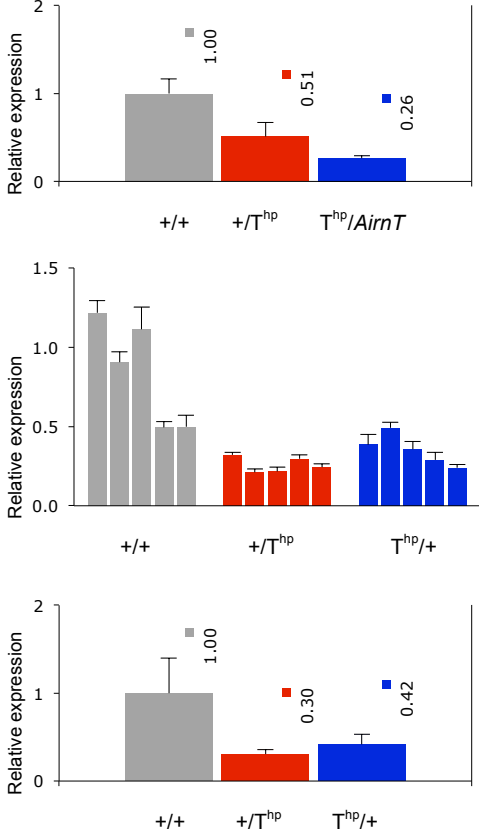 Relative expression
2
1
0
1.00
0.51
0.26
+/+ +/T^hp T^hp/AirnT
Relative expression
1.5
1.0
0.5
0.0
+/+ +/T^hp T^hp/+
Relative expression
2
1
0
1.00
0.30
0.42
+/+ +/T^hp T^hp/+